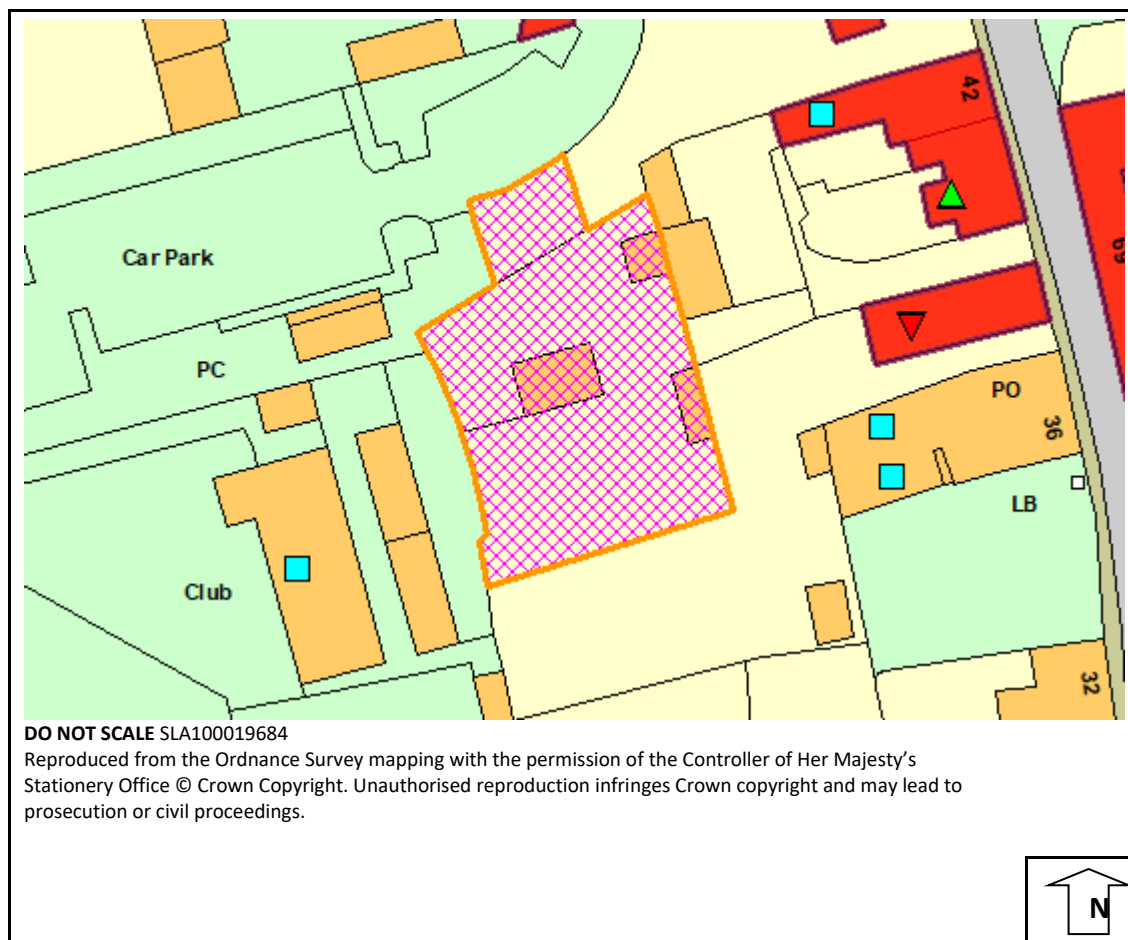 42
Car Park
69
PC
PO
36
LB
Club
32
DO NOT SCALE SLA100019684
Reproduced from the Ordnance Survey mapping with the permission of the Controller of Her Majesty's
Stationery Office © Crown Copyright. Unauthorised reproduction infringes Crown copyright and may lead to
prosecution or civil proceedings.
N